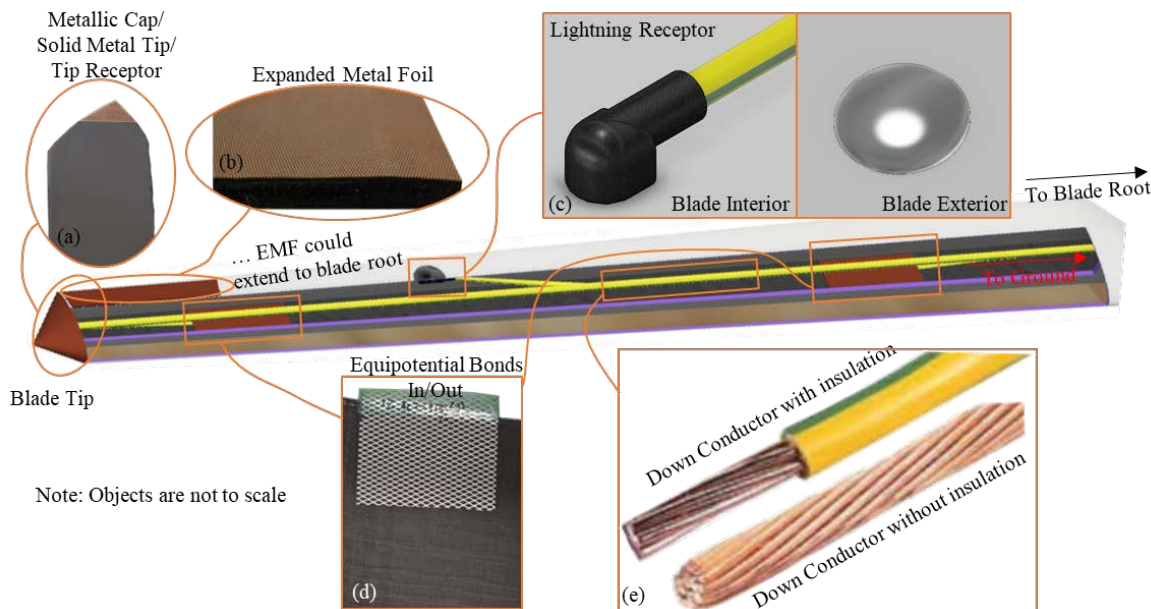 Metallic Cap/
Solid Metal Tip/
Tip Receptor
(a)
Expanded Metal Foil
(b)
Lightning Receptor
(c)
Blade Interior
Blade Exterior
To Blade Root
… EMF could
extend to blade root
To Ground
Blade Tip
Equipotential Bonds
In/Out
(d)
Note: Objects are not to scale
Down Conductor with insulation
Down Conductor without insulation
(e)